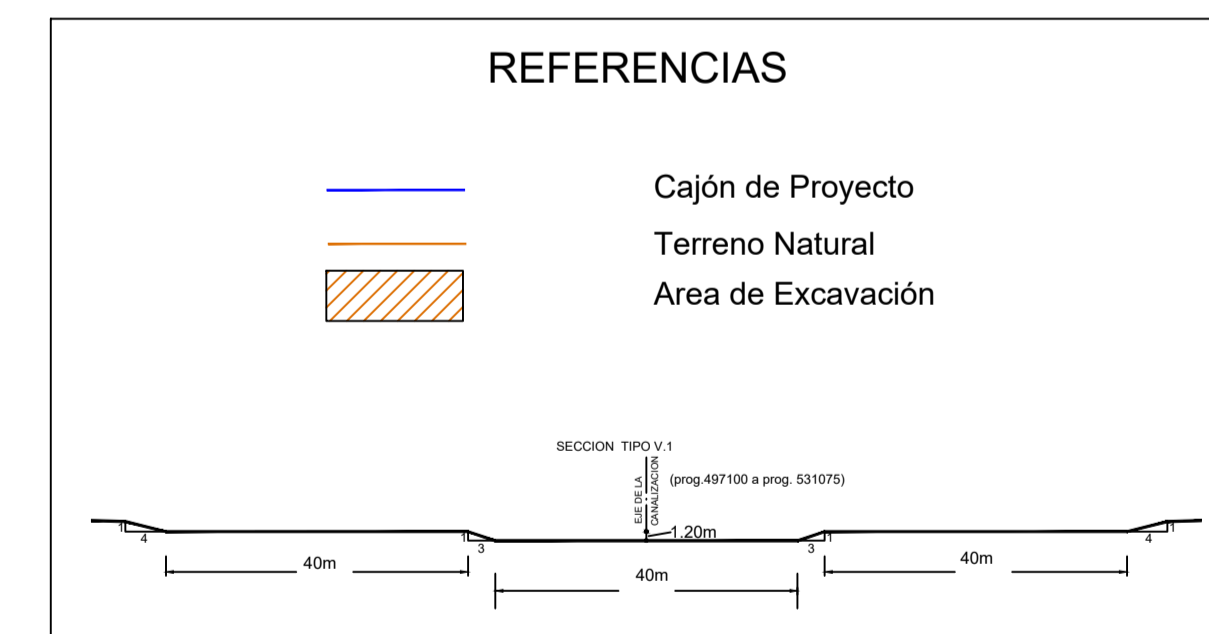 REFERENCIAS
Cajón de Proyecto
Terreno Natural
Area de Excavación
SECCION TIPO V.1
EJE DE LA
CANALIZACION
(prog.497100 a prog. 531075)
1.20m
1
4
1
3
3
1
4
1
40m
40m
40m